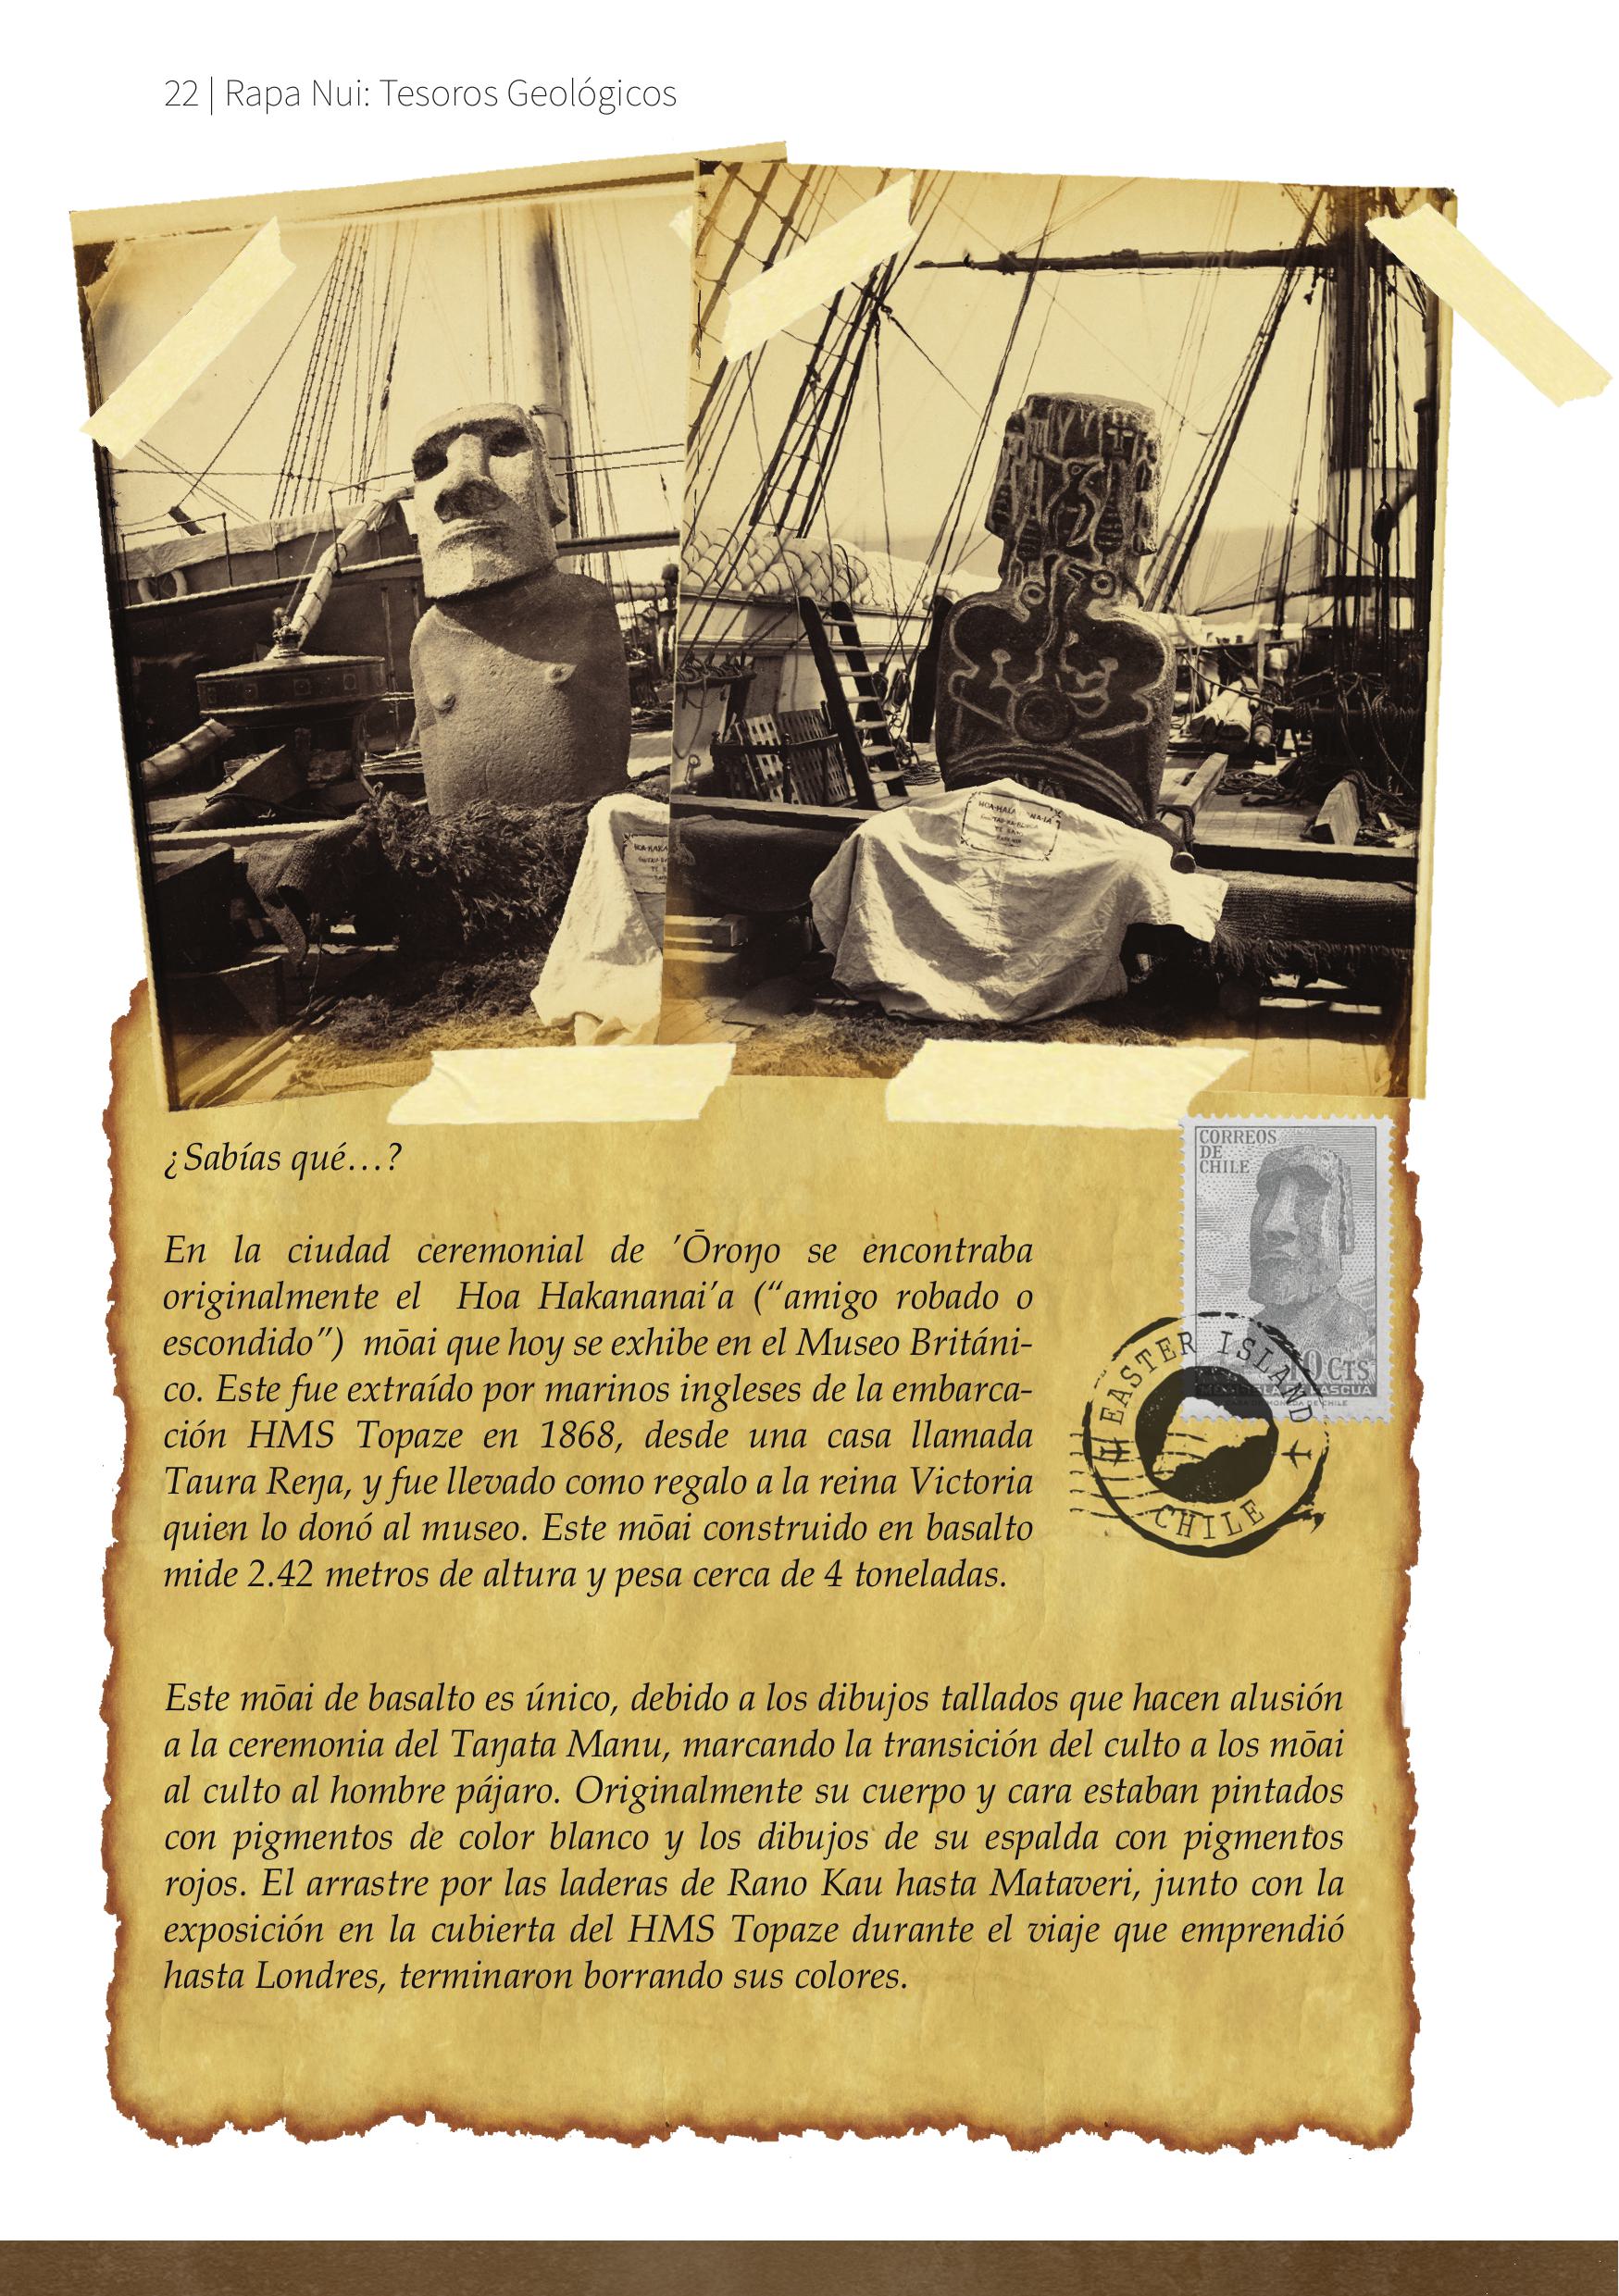 22 | Rapa Nui: Tesoros Geológicos
¿Sabías qué…?
En la ciudad ceremonial de ’Ōroŋo se encontraba
originalmente el Hoa Hakananai’a (“amigo robado o
escondido”) mōai que hoy se exhibe en el Museo Británi-
co. Este fue extraído por marinos ingleses de la embarca-
ción HMS Topaze en 1868, desde una casa llamada
Taura Reŋa, y fue llevado como regalo a la reina Victoria
quien lo donó al museo. Este mōai construido en basalto
mide 2.42 metros de altura y pesa cerca de 4 toneladas.
CORREOS
DE
CHILE
CTS
EASTER ISLAND
CHILE
Este mōai de basalto es único, debido a los dibujos tallados que hacen alusión
a la ceremonia del Taŋata Manu, marcando la transición del culto a los mōai
al culto al hombre pájaro. Originalmente su cuerpo y cara estaban pintados
con pigmentos de color blanco y los dibujos de su espalda con pigmentos
rojos. El arrastre por las laderas de Rano Kau hasta Mataveri, junto con la
exposición en la cubierta del HMS Topaze durante el viaje que emprendió
hasta Londres, terminaron borrando sus colores.